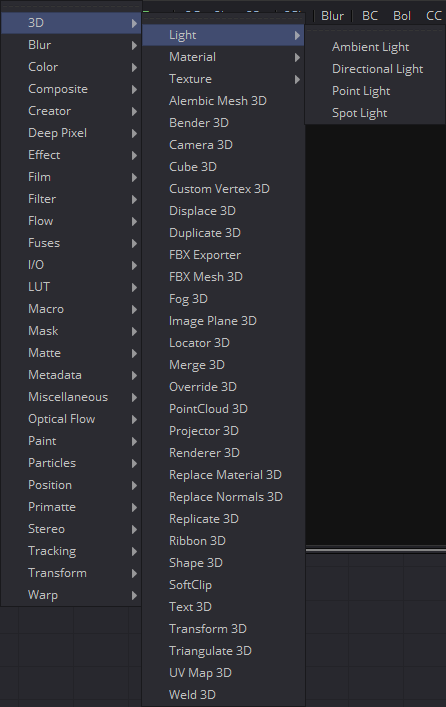 Blur BC Bol CC
3D
Blur
Color
Composite
Creator
Deep Pixel
Effect
Film
Filter
Flow
Fuses
I/O
LUT
Macro
Mask
Matte
Metadata
Miscellaneous
Optical Flow
Paint
Particles
Position
Primatte
Stereo
Tracking
Transform
Warp
Light
Material
Texture
Alembic Mesh 3D
Bender 3D
Camera 3D
Cube 3D
Custom Vertex 3D
Displace 3D
Duplicate 3D
FBX Exporter
FBX Mesh 3D
Fog 3D
Image Plane 3D
Locator 3D
Merge 3D
Override 3D
PointCloud 3D
Projector 3D
Renderer 3D
Replace Material 3D
Replace Normals 3D
Replicate 3D
Ribbon 3D
Shape 3D
SoftClip
Text 3D
Transform 3D
Triangulate 3D
UV Map 3D
Weld 3D
Ambient Light
Directional Light
Point Light
Spot Light